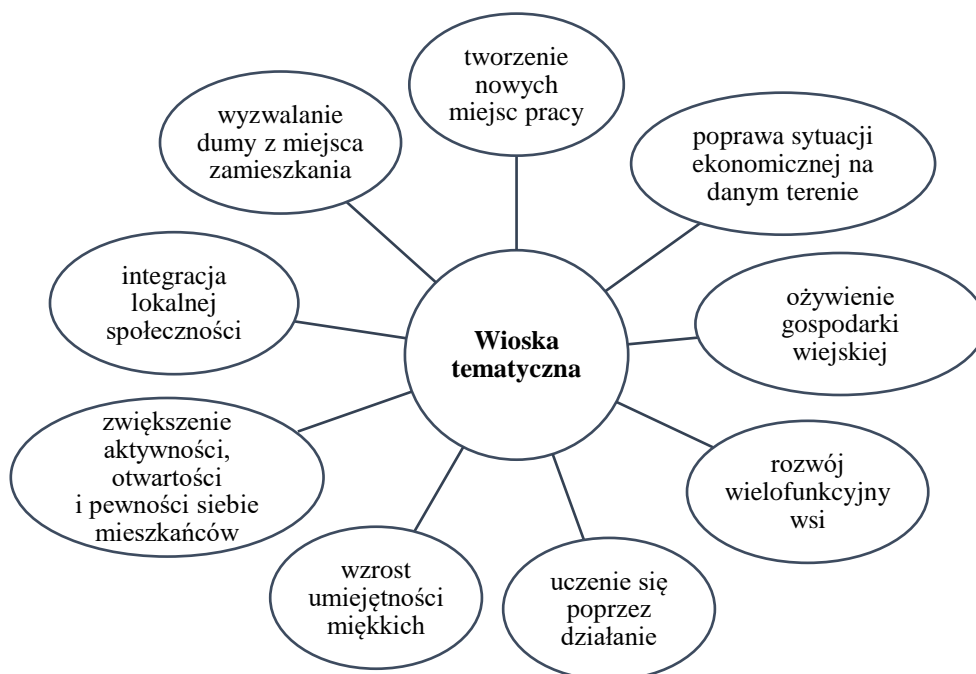 tworzenie
nowych
miejsc pracy
poprawa sytuacji
ekonomicznej na
danym terenie
ożywienie
gospodarki
wiejskiej
rozwój
wielofunkcyjny
wsi
uczenie się
poprzez
działanie
wzrost
umiejętności
miękkich
zwiększenie
aktywności,
otwartości
i pewności siebie
mieszkańców
integracja
lokalnej
społeczności
wyzwalanie
dumy z miejsca
zamieszkania
Wioska
tematyczna